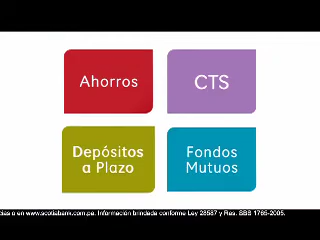 Ahorros
CTS
Depósitos
a Plazo
Fondos
Mutuos
o en www.scotiabank.com.pe. Información brindada conforme Ley 28587 y Res. SBS 1765-2005.